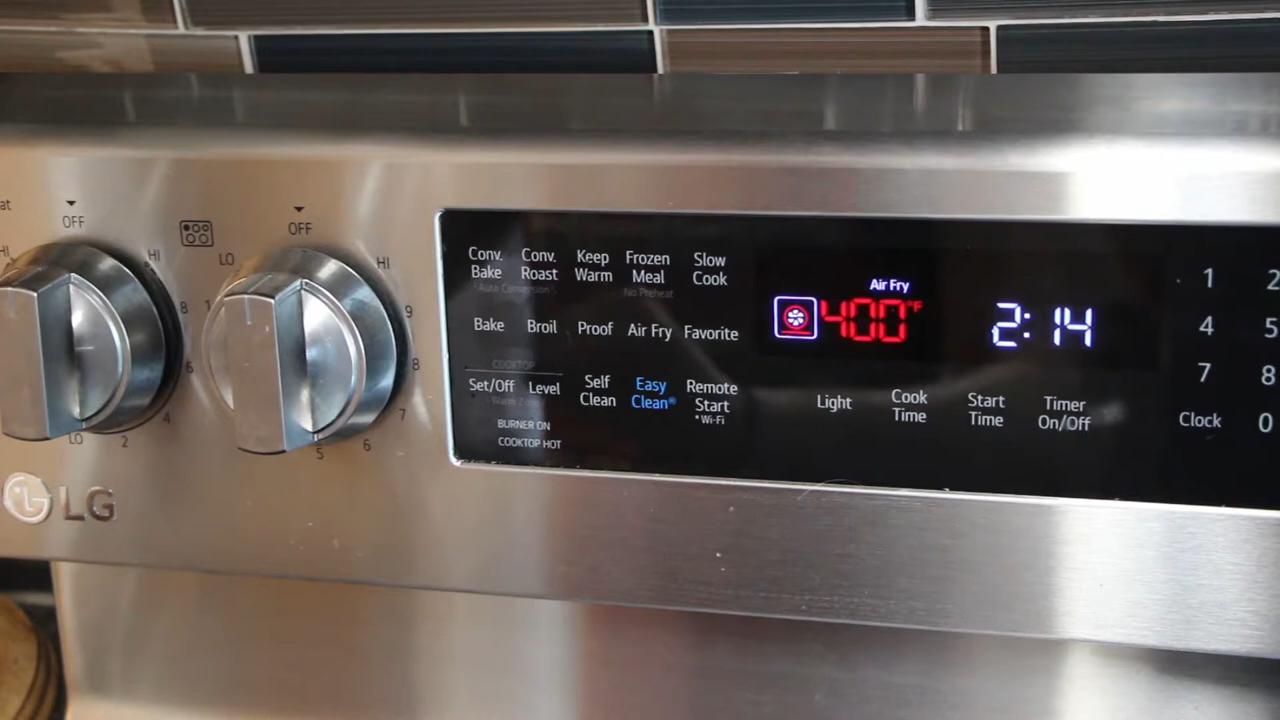 at
OFF
HI
HI
8
6
4
2
LO
OFF
LO
HI
1
9
8
7
6
5
LG
Conv. Bake
Conv. Roast
*Auto Conversion
Keep Warm
Frozen Meal
No Preheat
Slow Cook
Bake
Broil
Proof
Air Fry
Favorite
COOKTOP
Set/Off
Level
Self Clean
Easy Clean®
Remote Start
*Wi-Fi
BURNER ON
COOKTOP HOT
Air Fry
400°F
2:14
Light
Cook Time
Start Time
Timer On/Off
1 2
4 5
7 8
Clock 0